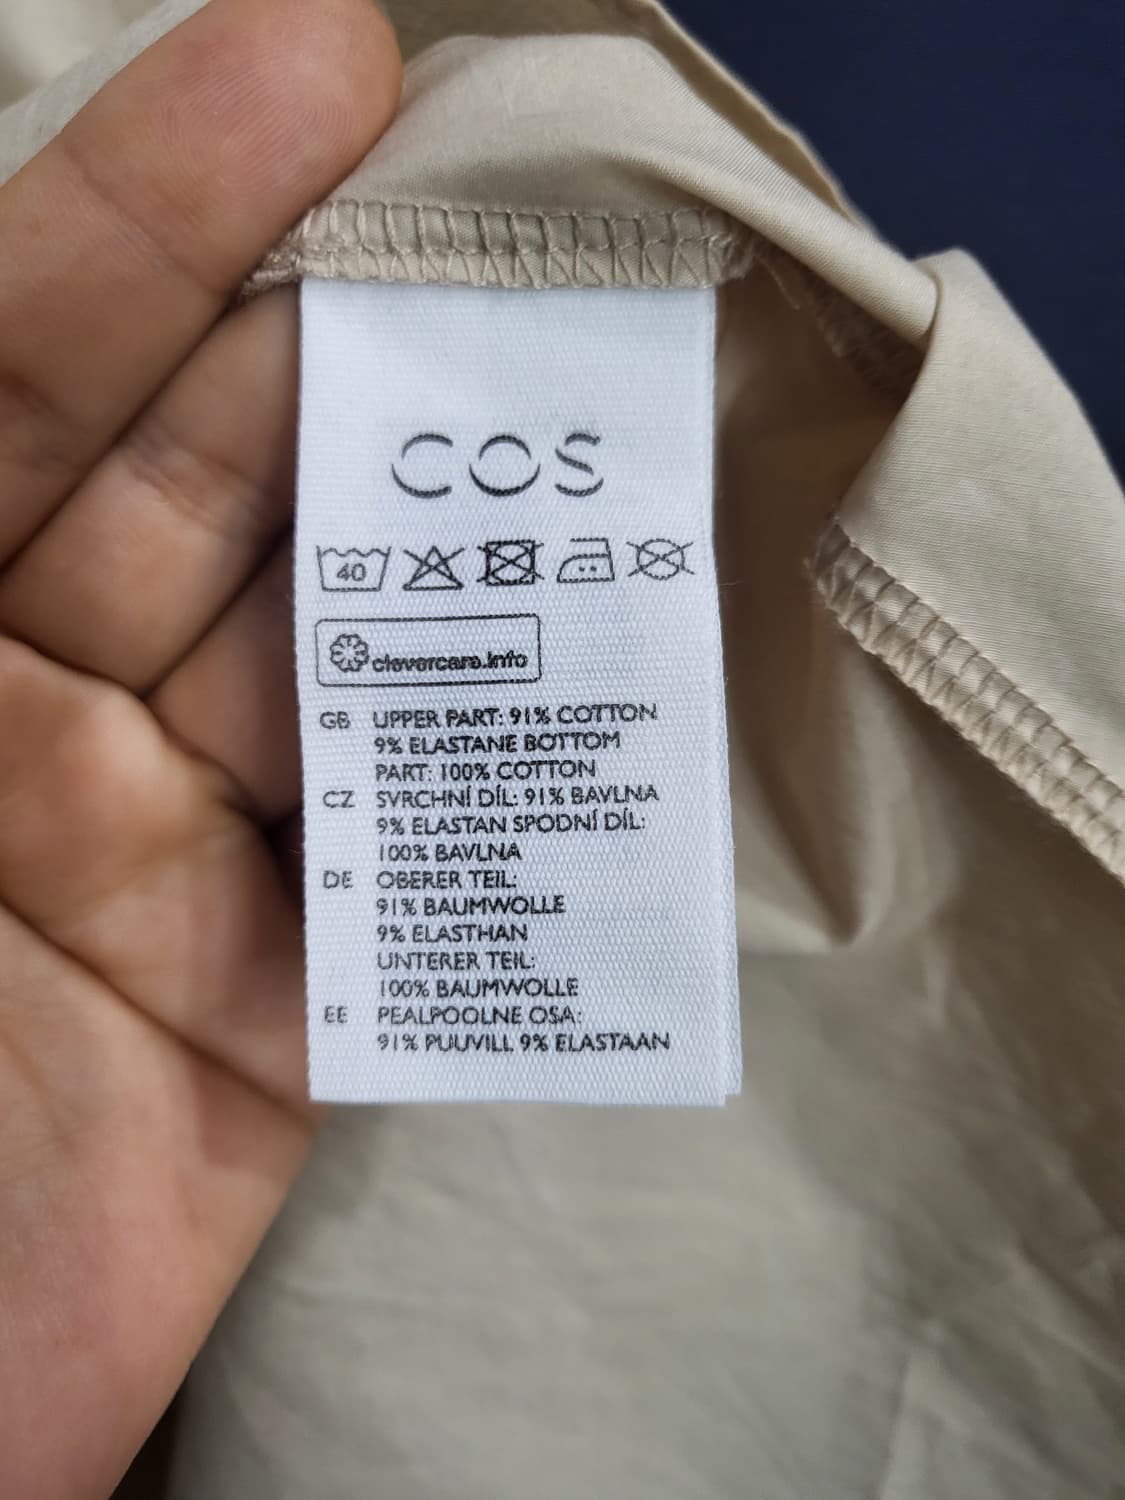 COS
40
clevercare.info
GB UPPER PART: 91% COTTON
9% ELASTANE BOTTOM
PART: 100% COTTON
CZ SVRCHNÍ DÍL: 91% BAVLNA
9% ELASTAN SPODNÍ DÍL:
100% BAVLNA
DE OBERER TEIL:
91% BAUMWOLLE
9% ELASTHAN
UNTERER TEIL:
100% BAUMWOLLE
EE PEALPOOLNE OSA:
91% PUUVILL 9% ELASTAAN